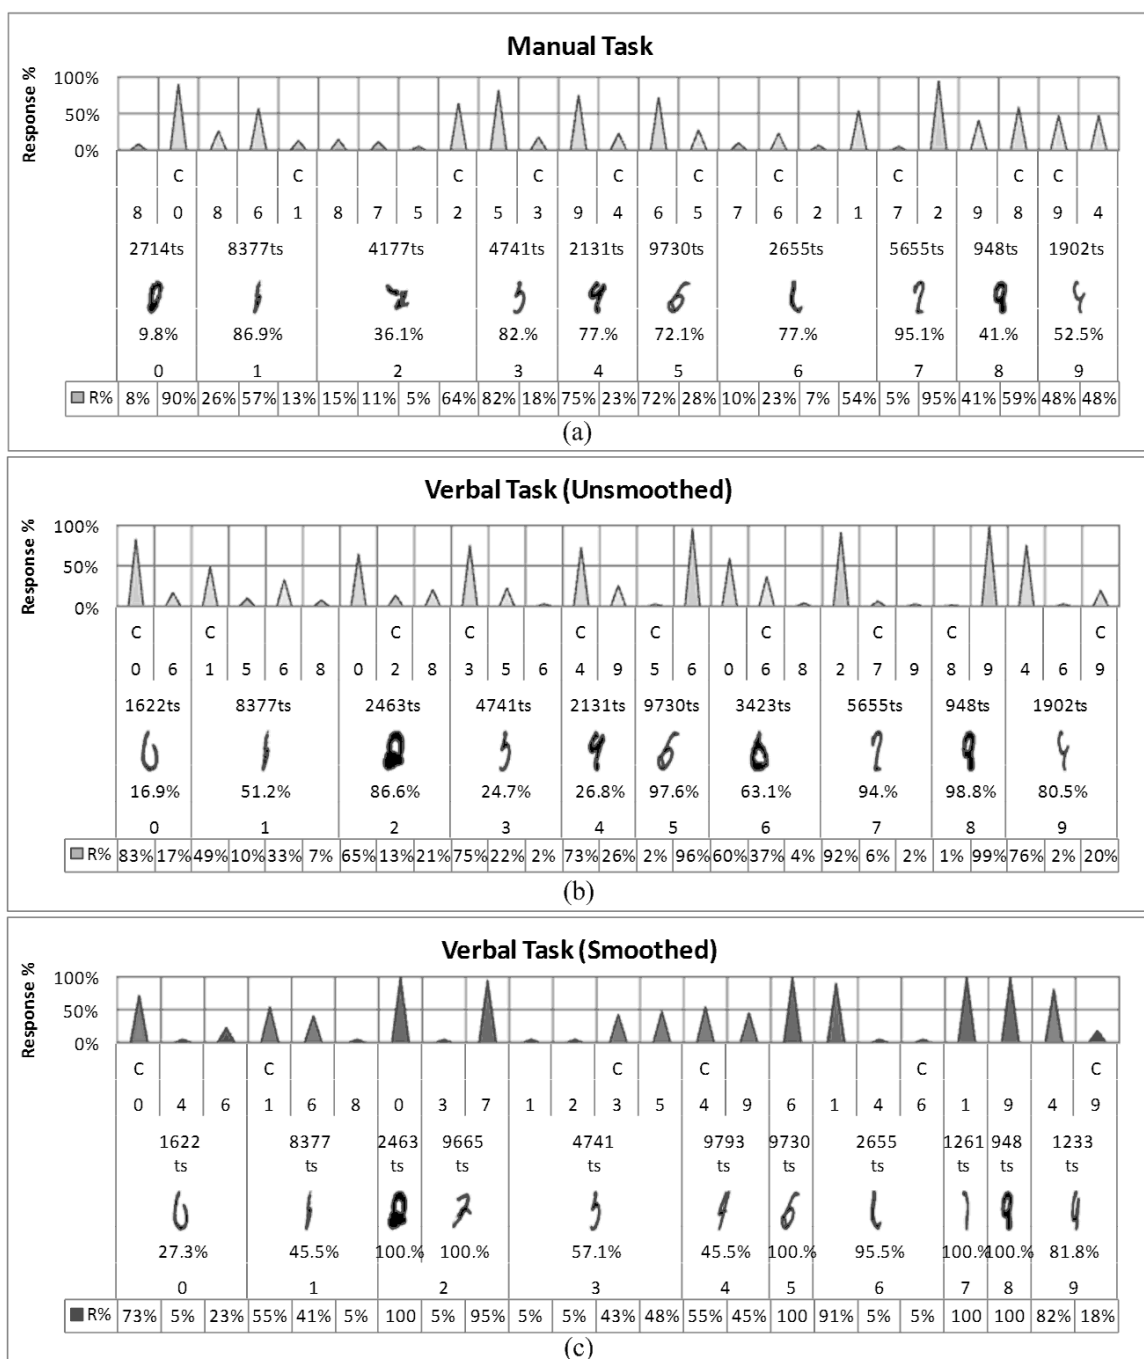 Manual Task
Response %
100%
50%
0%
C C C C C C C C C
8 0 8 6 1 8 7 5 2 5 3 9 4 6 5 7 6 2 1 7 2 9 8 9 4
2714ts 8377ts 4177ts 4741ts 2131ts 9730ts 2655ts 5655ts 948ts 1902ts
9.8% 86.9% 36.1% 82.% 77.% 72.1% 77.% 95.1% 41.% 52.5%
0 1 2 3 4 5 6 7 8 9
R% 8% 90% 26% 57% 13% 15% 11% 5% 64% 82% 18% 75% 23% 72% 28% 10% 23% 7% 54% 5% 95% 41% 59% 48% 48%
(a)
Verbal Task (Unsmoothed)
Response %
100%
50%
0%
C C C C C C C C C C
0 6 1 5 6 8 0 2 8 3 5 6 4 9 5 6 0 6 8 2 7 9 8 9 4 6 9
1622ts 8377ts 2463ts 4741ts 2131ts 9730ts 3423ts 5655ts 948ts 1902ts
16.9% 51.2% 86.6% 24.7% 26.8% 97.6% 63.1% 94.% 98.8% 80.5%
0 1 2 3 4 5 6 7 8 9
R% 83% 17% 49% 10% 33% 7% 65% 13% 21% 75% 22% 2% 73% 26% 2% 96% 60% 37% 4% 92% 6% 2% 1% 99% 76% 2% 20%
(b)
Verbal Task (Smoothed)
Response %
100%
50%
0%
C C C C C C
0 4 6 1 6 8 0 3 7 1 2 3 5 4 9 6 1 4 6 1 9 4 9
1622 8377 2463 9665 4741 9793 9730 2655 1261 948 1233
ts ts ts ts ts ts ts ts ts ts ts
27.3% 45.5% 100.% 100.% 57.1% 45.5% 100.% 95.5% 100.% 100.% 81.8%
0 1 2 3 4 5 6 7 8 9
R% 73% 5% 23% 55% 41% 5% 100 5% 95% 5% 5% 43% 48% 55% 45% 100 91% 5% 5% 100 100 82% 18%
(c)